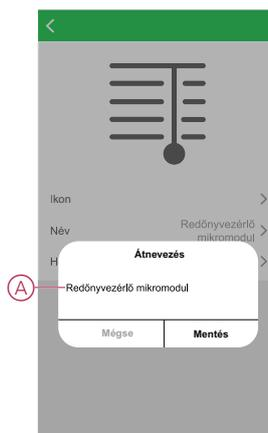 Ikon
Név
Redőnyvezérlő
mikromodul
H
Átnevezés
A
Redőnyvezérlő mikromodul
Mégse
Mentés